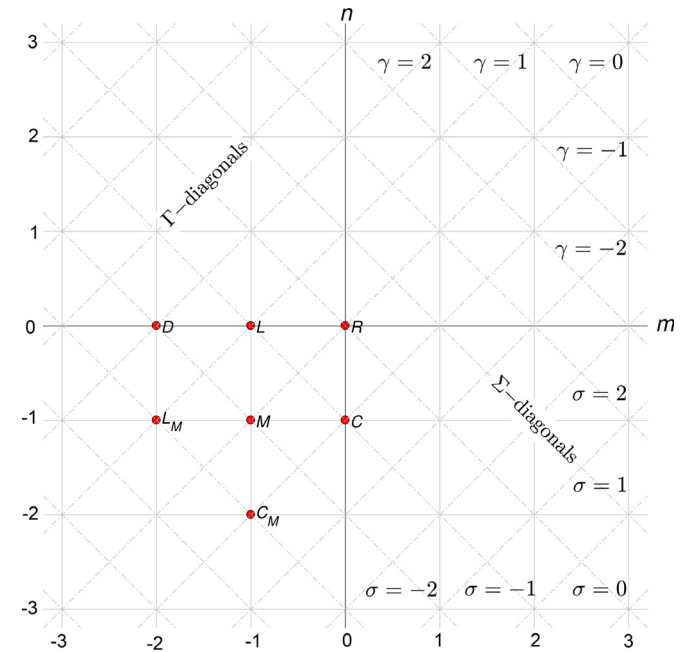 n
3
γ = 2 γ = 1 γ = 0
2
γ = −1
Γ−diagonals
1
γ = −2
0 D L R m
Σ−diagonals
σ = 2
-1 L_M M C
σ = 1
-2 C_M
σ = −2 σ = −1 σ = 0
-3
-3 -2 -1 0 1 2 3